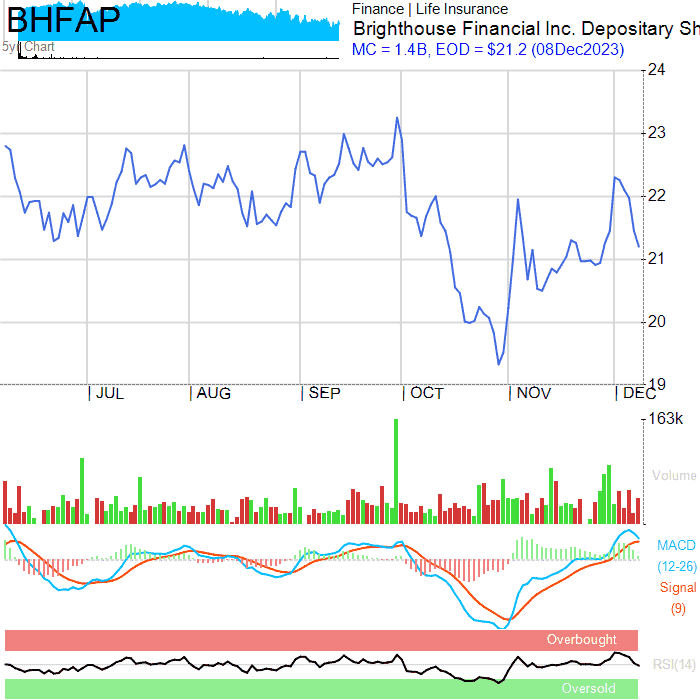 BHFAP
5yr Chart
Finance | Life Insurance
Brighthouse Financial Inc. Depositary Sh
MC = 1.4B, EOD = $21.2 (08Dec2023)
24
23
22
21
20
19
JUL AUG SEP OCT NOV DEC
163k
Volume
MACD
(12-26)
Signal
(9)
Overbought
RSI(14)
Oversold